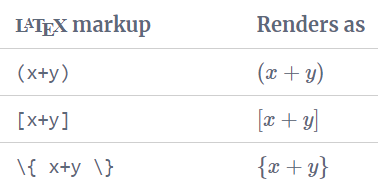 LATEX markup Renders as
(x+y) (x + y)
[x+y] [x + y]
\{ x+y \} {x + y}